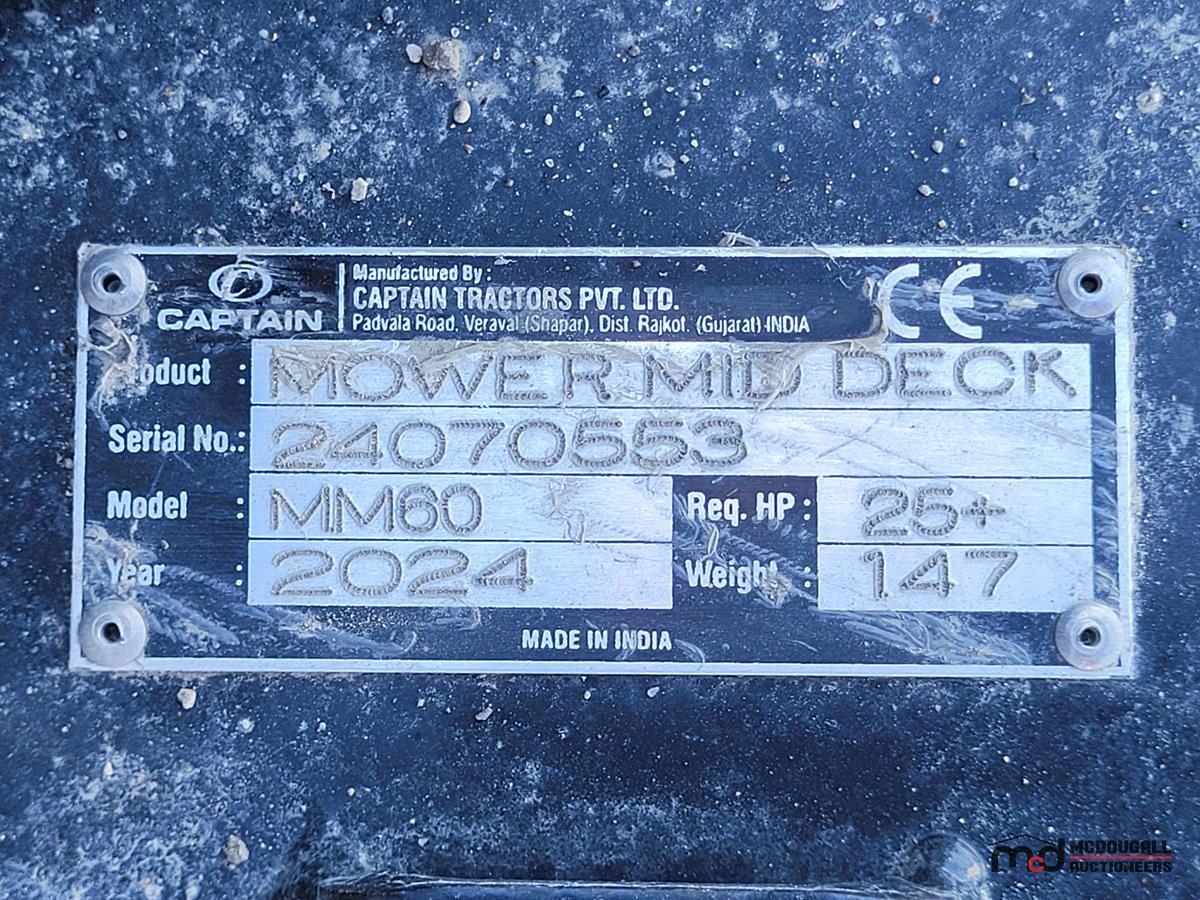 CAPTAIN
Manufactured By :
CAPTAIN TRACTORS PVT. LTD.
Padvala Road, Veraval (Shapar), Dist. Rajkot, (Gujarat) INDIA
CE
Product : MOWER MID DECK
Serial No.: 24070553
Model : MM60 Req. HP : 25+
Year : 2024 Weight : 147
MADE IN INDIA
mcd MCDOUGALL
AUCTIONEERS